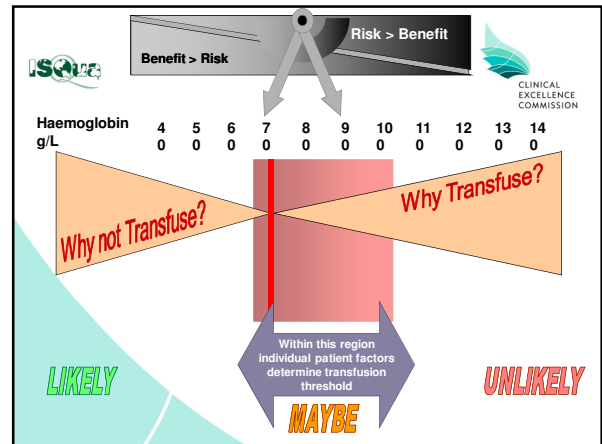 Risk > Benefit
Benefit > Risk
ISQua
CLINICAL
EXCELLENCE
COMMISSION
Haemoglobin 4 5 6 7 8 9 10 11 12 13 14
g/L 0 0 0 0 0 0 0 0 0 0 0
Why not Transfuse?
Why Transfuse?
Within this region
individual patient factors
determine transfusion
threshold
LIKELY
UNLIKELY
MAYBE